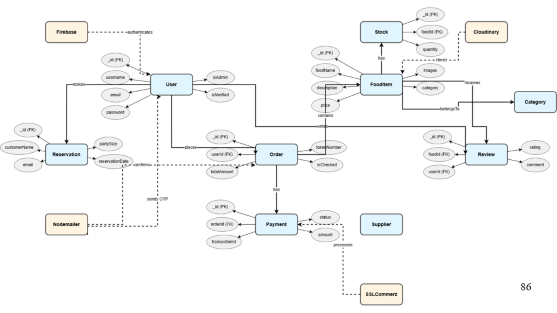 Firebase
authenticates
Stock
_id (PK)
foodId (FK)
quantity
Cloudinary
_id (PK)
username
email
password
User
isAdmin
isVerified
has
stores
_id (PK)
foodName
description
price
FoodItem
images
category
makes
receives
contains
belongsTo
Category
writes
_id (PK)
customerName
email
Reservation
partySize
reservationDate
places
confirms
_id (PK)
userId (FK)
totalAmount
Order
tokenNumber
isChecked
_id (PK)
foodId (FK)
userId (FK)
Review
rating
comment
has
sends OTP
Nodemailer
_id (PK)
orderId (FK)
transactionId
Payment
status
amount
Supplier
processes
SSLCommerz
86